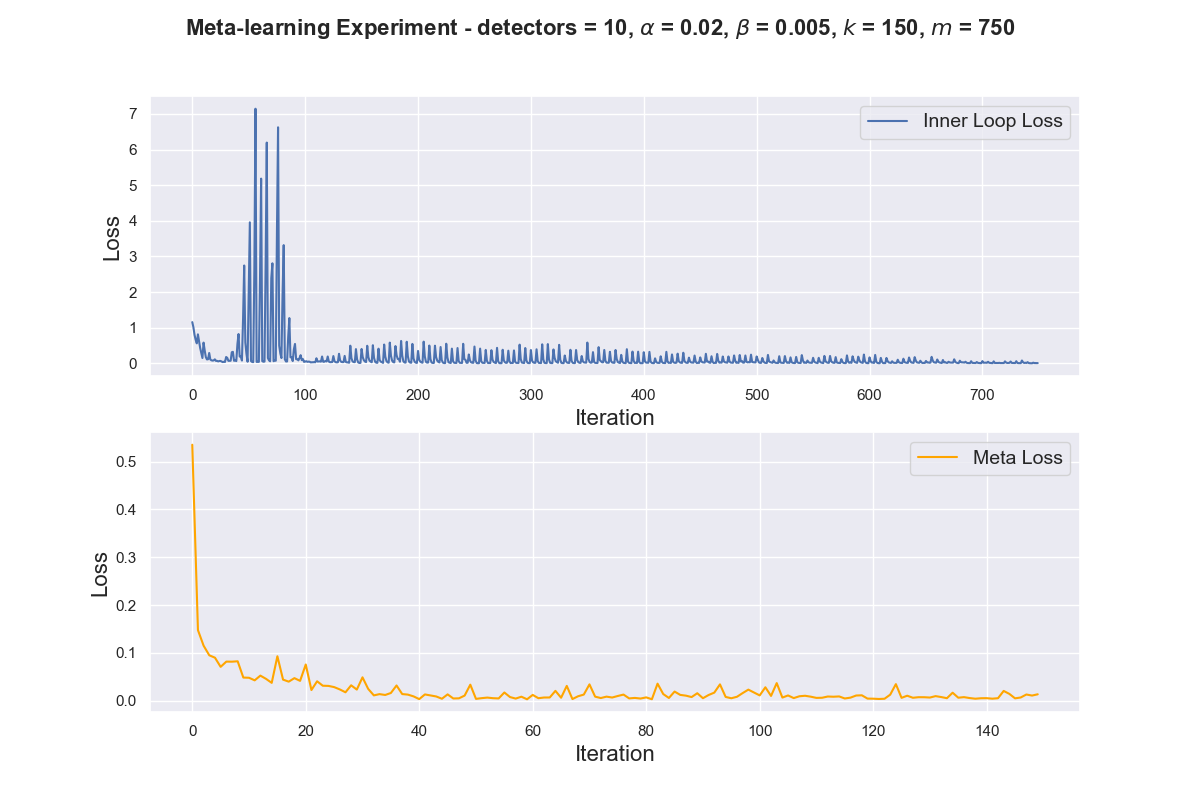 Meta-learning Experiment - detectors = 10, α = 0.02, β = 0.005, k = 150, m = 750
Inner Loop Loss
7
6
5
4
3
2
1
0
Loss
0 100 200 300 400 500 600 700
Iteration
Meta Loss
0.5
0.4
0.3
0.2
0.1
0.0
Loss
0 20 40 60 80 100 120 140
Iteration